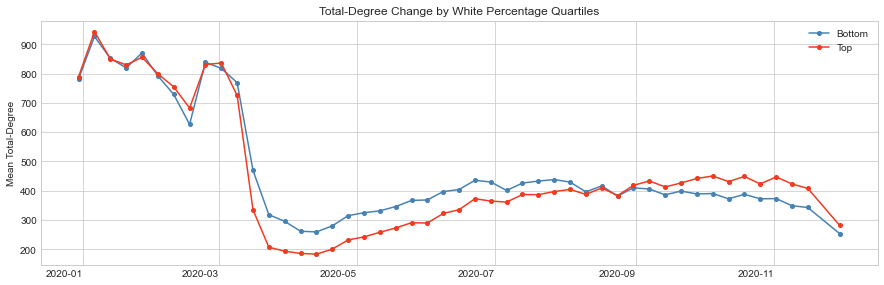 Total-Degree Change by White Percentage Quartiles
Bottom
Top
Mean Total-Degree
900
800
700
600
500
400
300
200
2020-01 2020-03 2020-05 2020-07 2020-09 2020-11